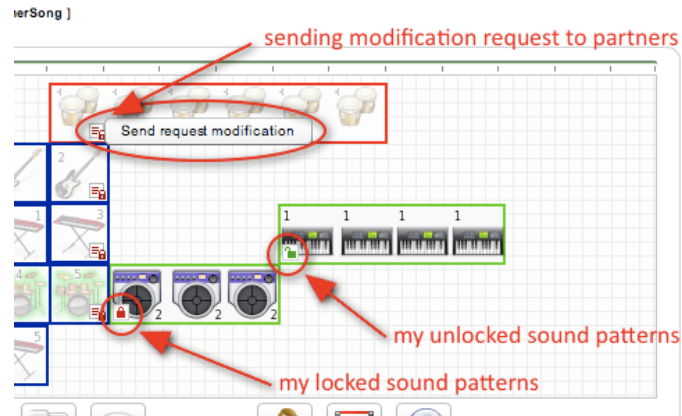 nerSong ]
sending modification request to partners
Send request modification
2
1 3
1 1 1 1
4 5
2 2 2
my unlocked sound patterns
5
my locked sound patterns